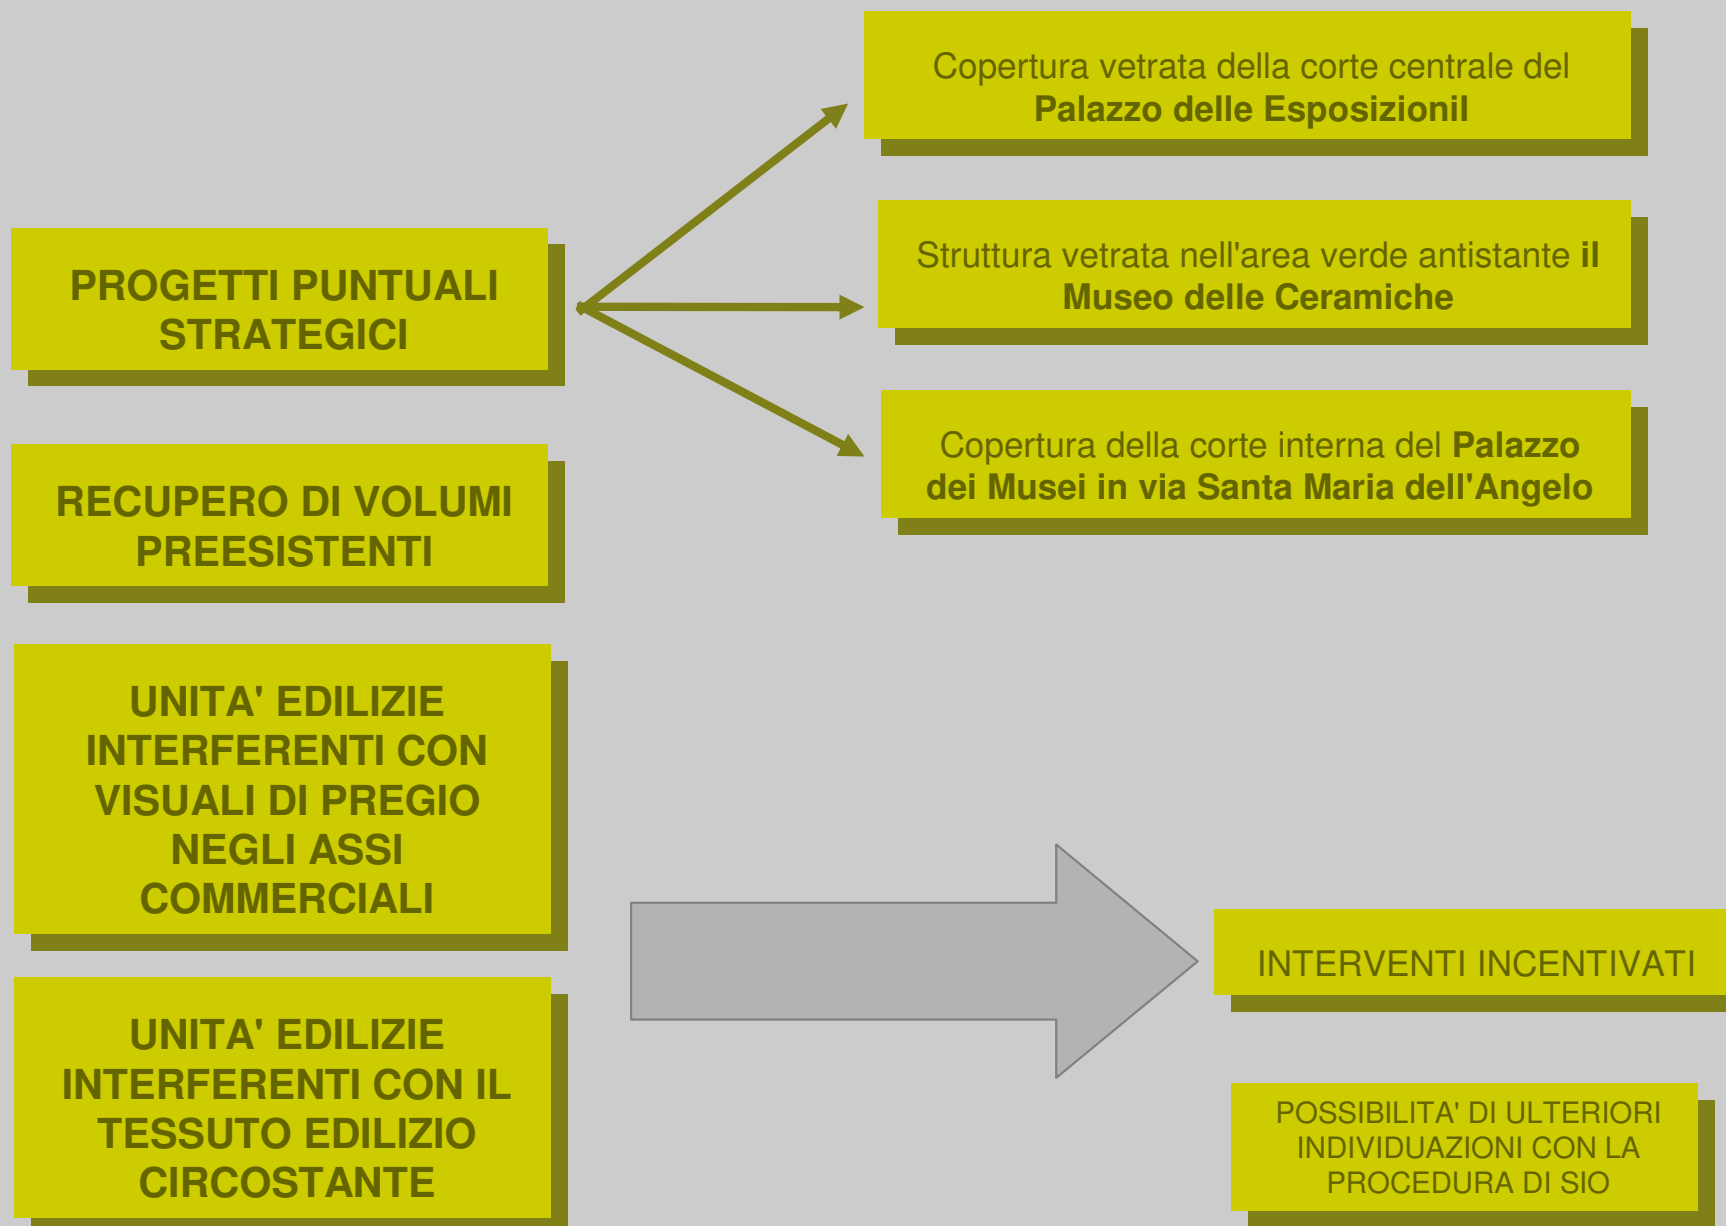 PROGETTI PUNTUALI
STRATEGICI
Copertura vetrata della corte centrale del
Palazzo delle Esposizionil
Struttura vetrata nell'area verde antistante il
Museo delle Ceramiche
Copertura della corte interna del Palazzo
dei Musei in via Santa Maria dell'Angelo
RECUPERO DI VOLUMI
PREESISTENTI
UNITA' EDILIZIE
INTERFERENTI CON
VISUALI DI PREGIO
NEGLI ASSI
COMMERCIALI
UNITA' EDILIZIE
INTERFERENTI CON IL
TESSUTO EDILIZIO
CIRCOSTANTE
INTERVENTI INCENTIVATI
POSSIBILITA' DI ULTERIORI
INDIVIDUAZIONI CON LA
PROCEDURA DI SIO